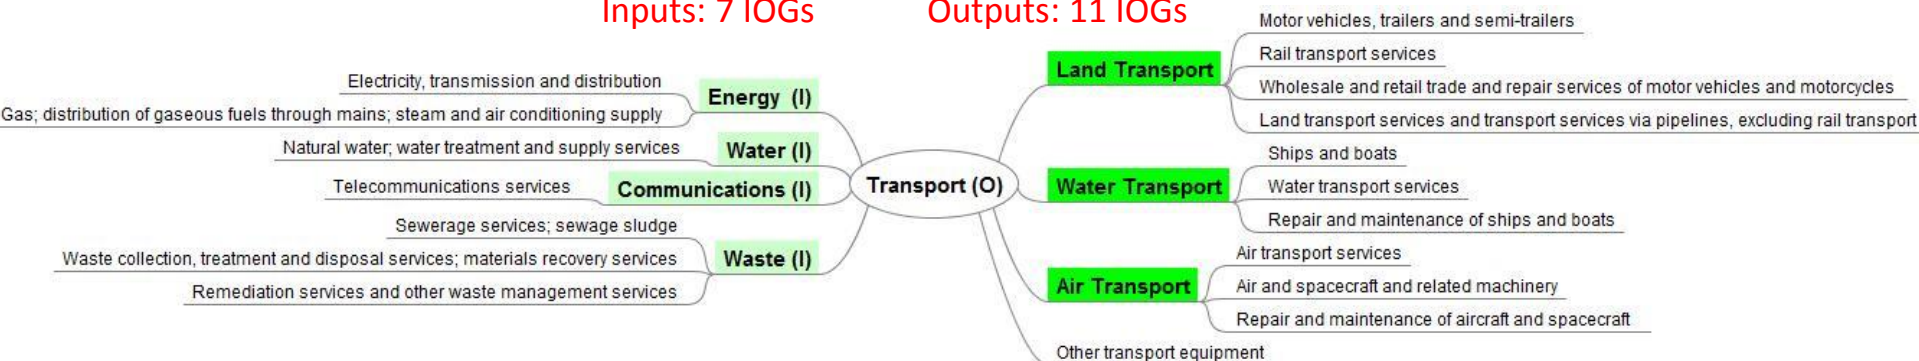 Inputs: 7 IOGs
Outputs: 11 IOGs
Electricity, transmission and distribution
Gas; distribution of gaseous fuels through mains; steam and air conditioning supply
Energy (I)
Natural water; water treatment and supply services
Water (I)
Telecommunications services
Communications (I)
Sewerage services; sewage sludge
Waste collection, treatment and disposal services; materials recovery services
Remediation services and other waste management services
Waste (I)
Transport (O)
Land Transport
Motor vehicles, trailers and semi-trailers
Rail transport services
Wholesale and retail trade and repair services of motor vehicles and motorcycles
Land transport services and transport services via pipelines, excluding rail transport
Water Transport
Ships and boats
Water transport services
Repair and maintenance of ships and boats
Air Transport
Air transport services
Air and spacecraft and related machinery
Repair and maintenance of aircraft and spacecraft
Other transport equipment